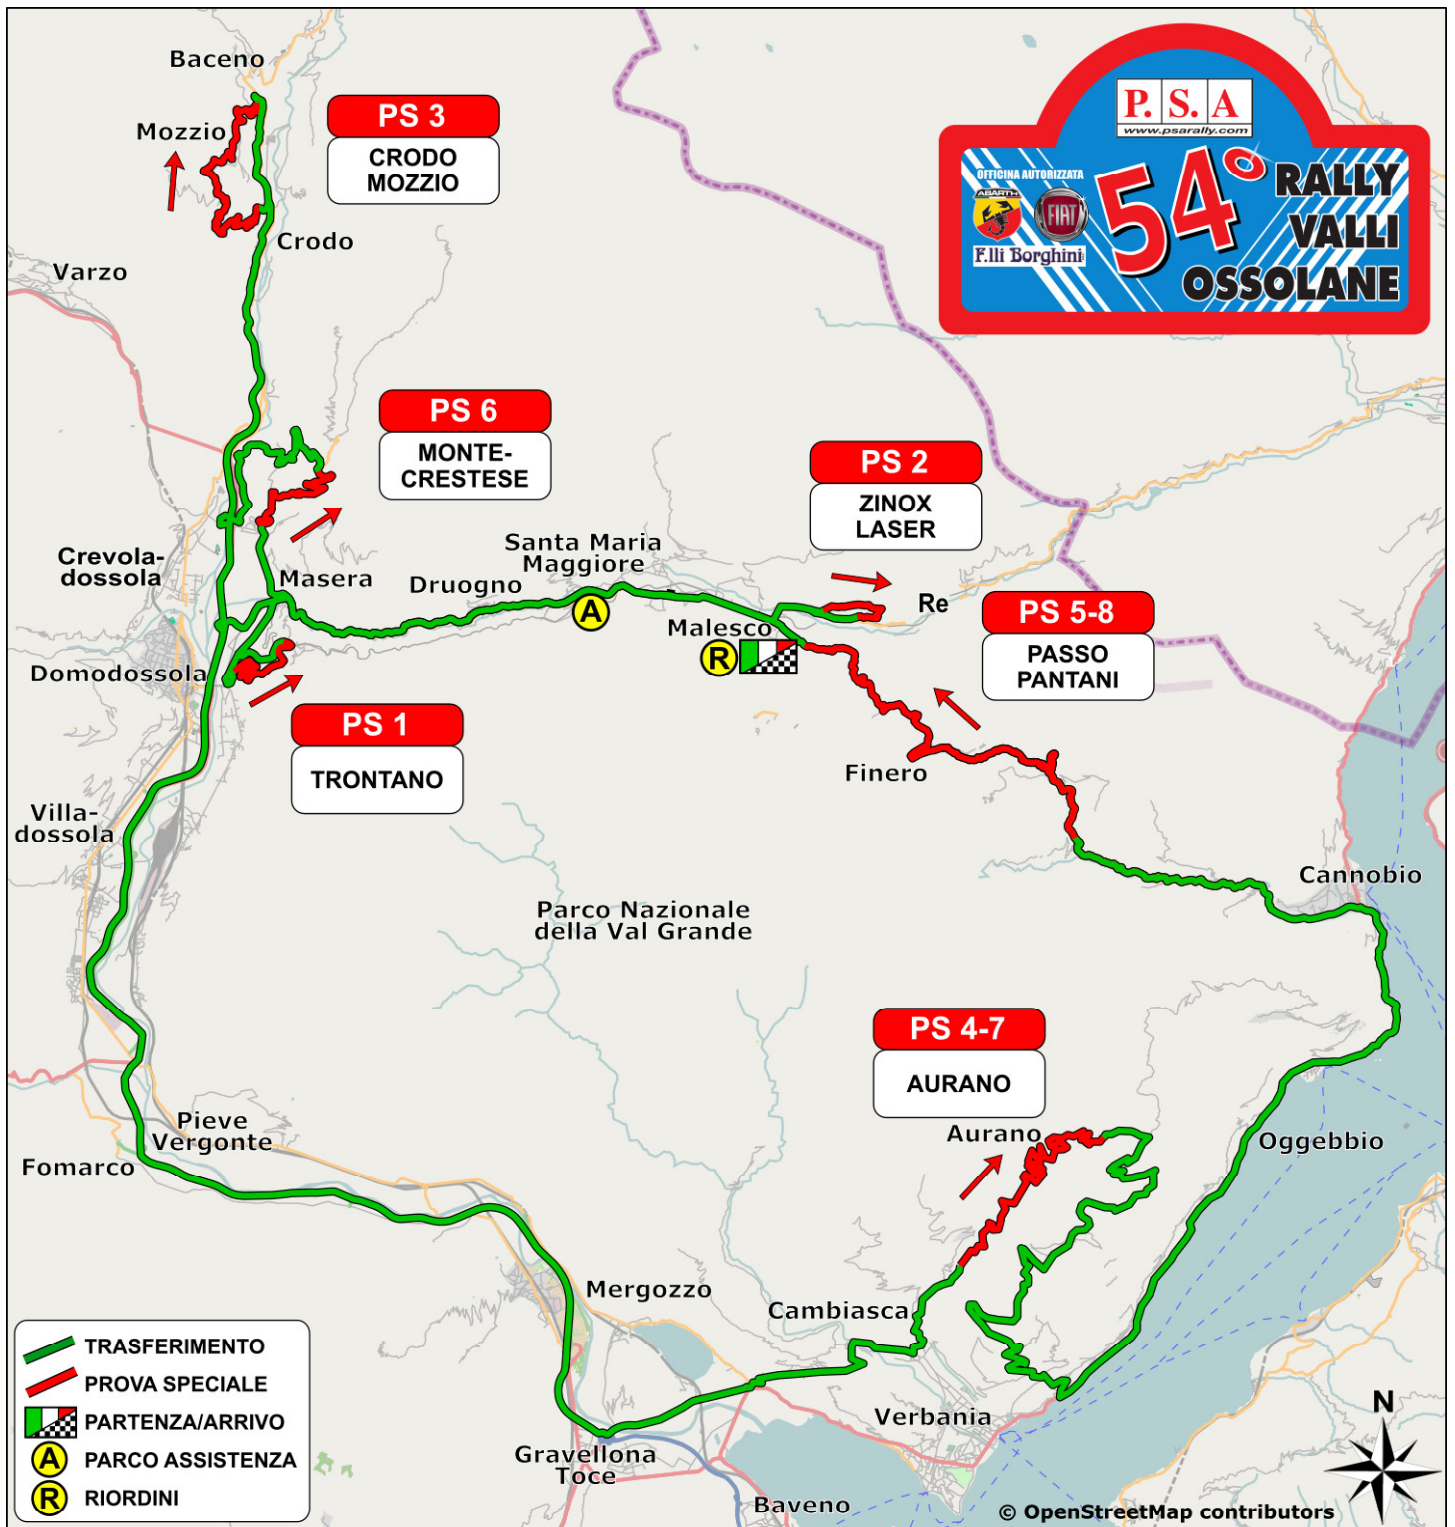 Baceno
Mozzio
PS 3
CRODO
MOZZIO
Crodo
Varzo
P.S.A
www.psarally.com
OFFICINA AUTORIZZATA
ABARTH
FIAT
F.lli Borghini
54°
RALLY
VALLI
OSSOLANE
PS 6
MONTE-
CRESTESE
PS 2
ZINOX
LASER
Crevola-
dossola
Masera
Druogno
Santa Maria
Maggiore
A
Malesco
R
Re
PS 5-8
PASSO
PANTANI
Domodossola
PS 1
TRONTANO
Finero
Villa-
dossola
Cannobio
Parco Nazionale
della Val Grande
PS 4-7
AURANO
Aurano
Oggebbio
Pieve
Vergonte
Fomarco
Mergozzo
Cambiasca
Verbania
Gravellona
Toce
Baveno
TRASFERIMENTO
PROVA SPECIALE
PARTENZA/ARRIVO
A PARCO ASSISTENZA
R RIORDINI
N
© OpenStreetMap contributors